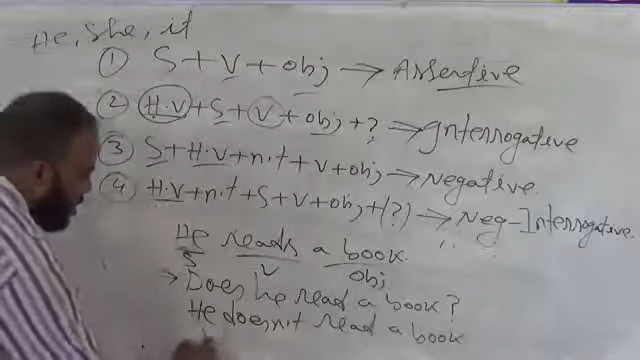 He, she, it
① S + V + obj → Assertive
② H.V + S + V + obj + ? → Interrogative
③ S + H.V + n.t + V + obj → Negative.
④ H.V + n.t + S + V + obj + (?) → Neg-Interrogative.
He reads a book.
S V obj
→ Does he read a book?
He doesn't read a book